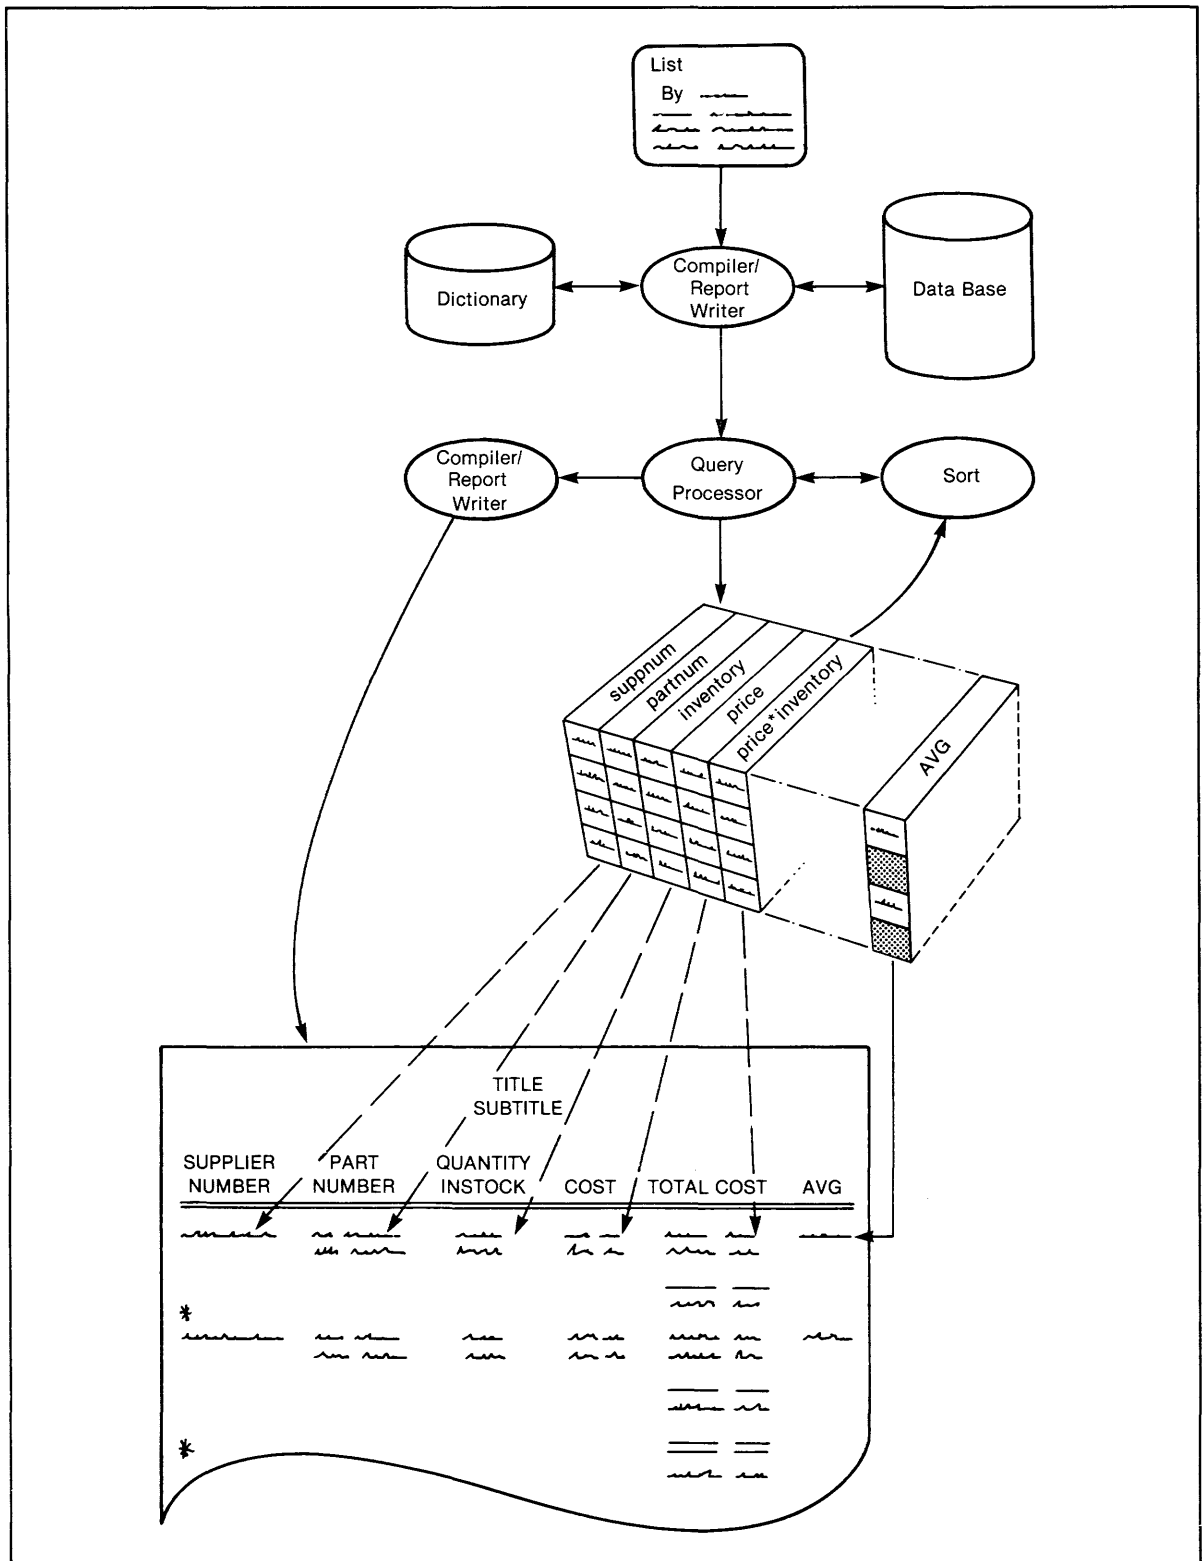 List
By
Compiler/
Report
Writer
Dictionary
Data Base
Compiler/
Report
Writer
Query
Processor
Sort
suppnum
partnum
inventory
price
price*inventory
AVG
TITLE
SUBTITLE
SUPPLIER
NUMBER
PART
NUMBER
QUANTITY
INSTOCK
COST
TOTAL COST
AVG
*
*